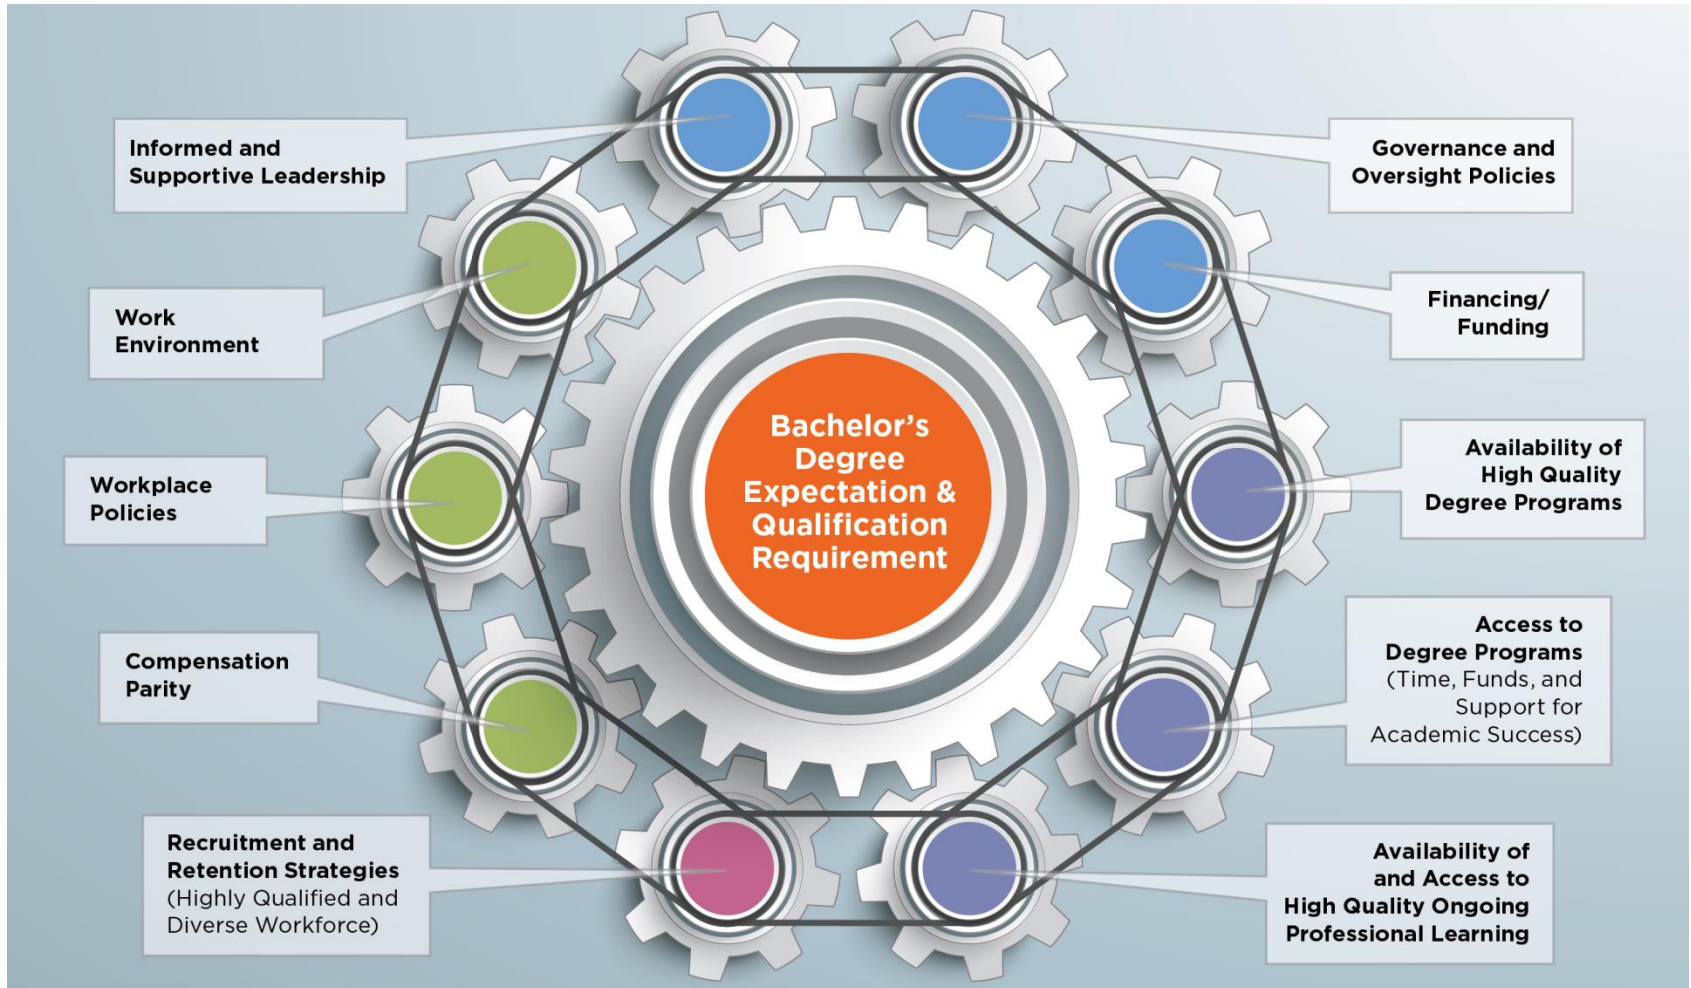 Informed and
Supportive Leadership
Work
Environment
Workplace
Policies
Compensation
Parity
Recruitment and
Retention Strategies
(Highly Qualified and
Diverse Workforce)
Bachelor's
Degree
Expectation &
Qualification
Requirement
Governance and
Oversight Policies
Financing/
Funding
Availability of
High Quality
Degree Programs
Access to
Degree Programs
(Time, Funds, and
Support for
Academic Success)
Availability of
and Access to
High Quality Ongoing
Professional Learning